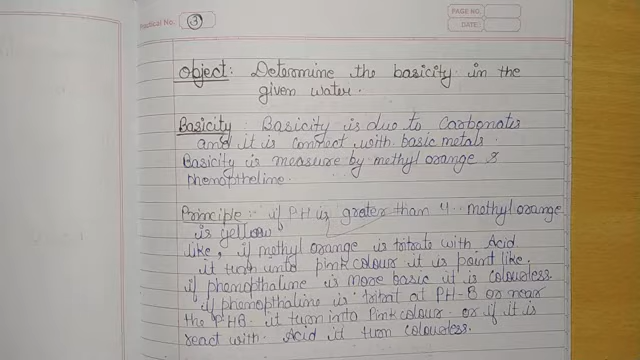 Practical No. 3
PAGE NO.
DATE:
Object: Determine the basicity in the
given water.
Basicity: Basicity is due to Carbonates
and it is connect with basic metals.
Basicity is measure by methyl orange &
phenoptheline.
Principle: if PH is grater than 4 methyl orange
is yellow.
like, if methyl orange is titrate with Acid
it turn into pink colour it is point like.
if phenopthaline is more basic it is colourless
if phenopthaline is titrat at PH-8 or near
the PH8 it turn into Pink colour or if it is
react with Acid it turn colourless.